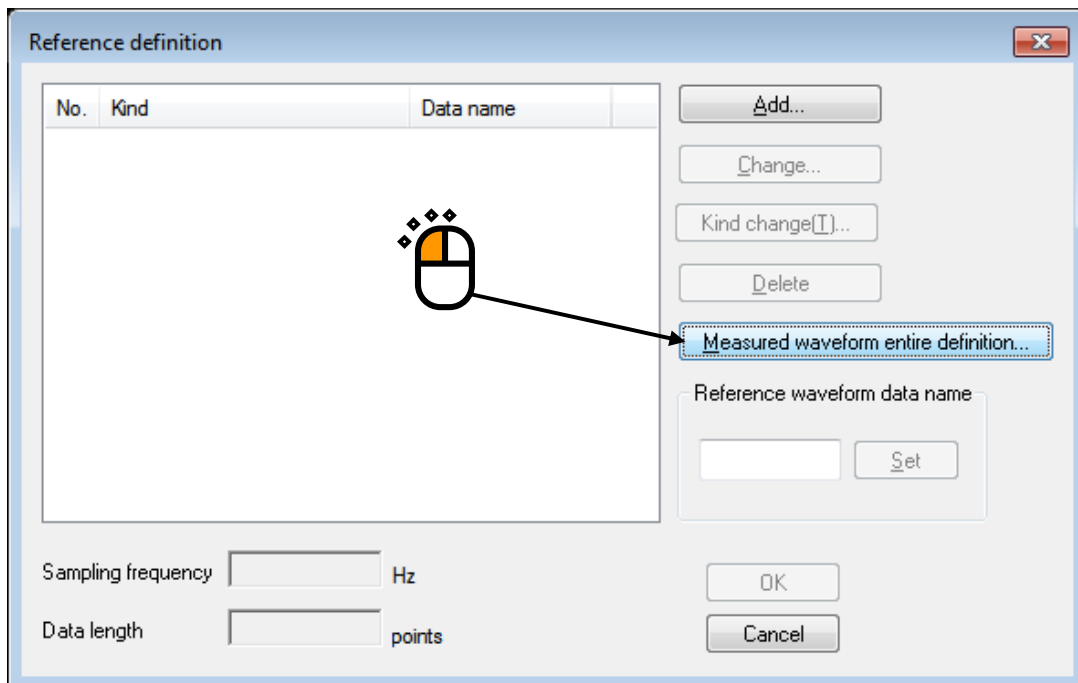 Reference definition
No. Kind Data name
Add...
Change...
Kind change(T)...
Delete
Measured waveform entire definition...
Reference waveform data name
Set
Sampling frequency Hz
Data length points
OK
Cancel